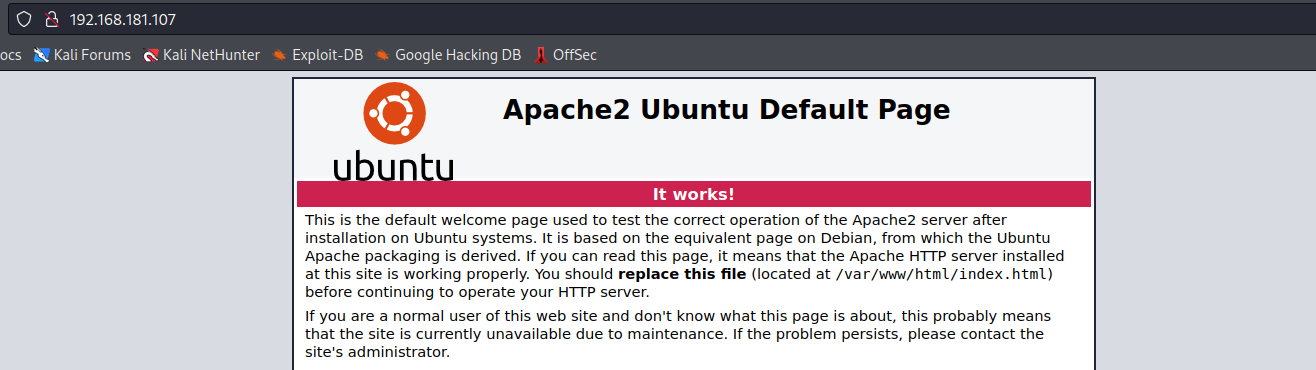 192.168.181.107
ocs Kali Forums Kali NetHunter Exploit-DB Google Hacking DB OffSec
ubuntu
Apache2 Ubuntu Default Page
It works!
This is the default welcome page used to test the correct operation of the Apache2 server after
installation on Ubuntu systems. It is based on the equivalent page on Debian, from which the Ubuntu
Apache packaging is derived. If you can read this page, it means that the Apache HTTP server installed
at this site is working properly. You should replace this file (located at /var/www/html/index.html)
before continuing to operate your HTTP server.
If you are a normal user of this web site and don't know what this page is about, this probably means
that the site is currently unavailable due to maintenance. If the problem persists, please contact the
site's administrator.